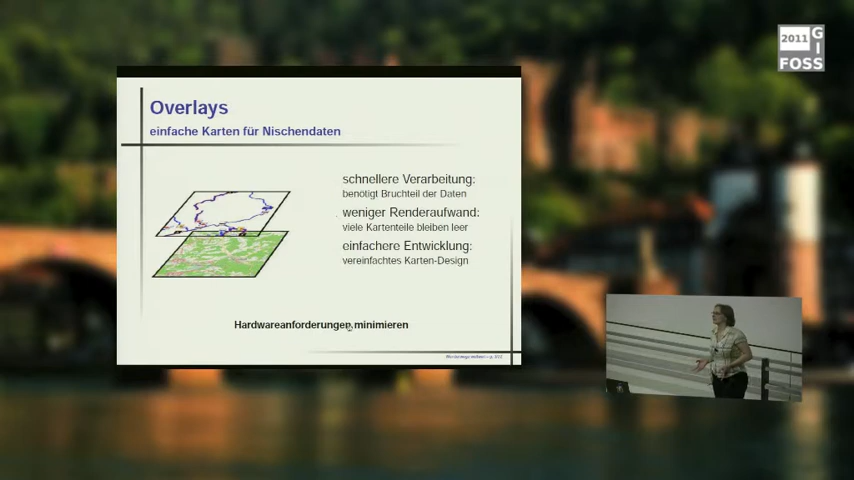 2011 G
I
FOSS
Overlays
einfache Karten für Nischendaten
schnellere Verarbeitung:
benötigt Bruchteil der Daten
weniger Renderaufwand:
viele Kartenteile bleiben leer
einfachere Entwicklung:
vereinfachtes Karten-Design
Hardwareanforderungen minimieren